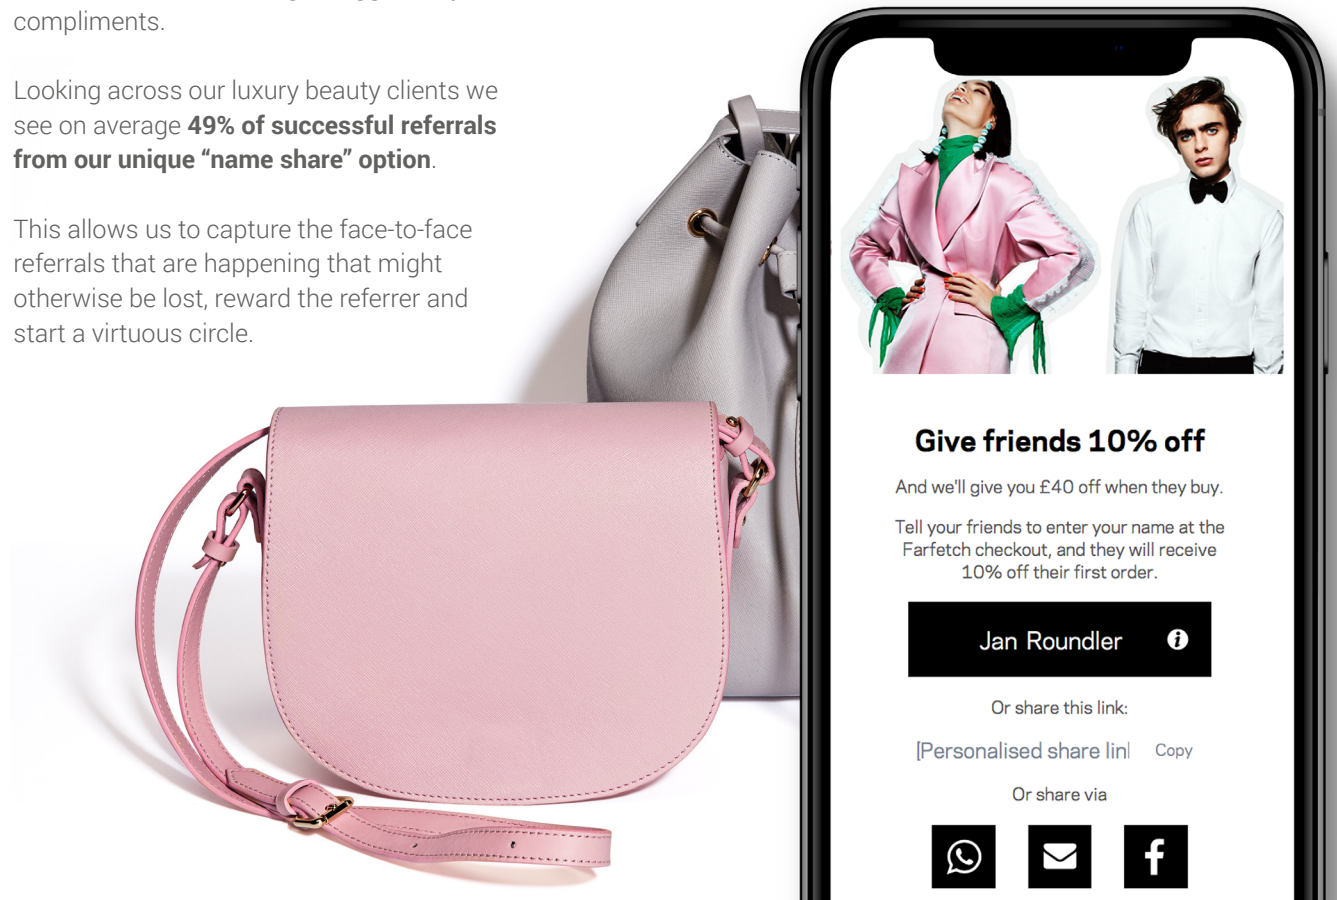 compliments.
Looking across our luxury beauty clients we
see on average 49% of successful referrals
from our unique “name share” option.
This allows us to capture the face-to-face
referrals that are happening that might
otherwise be lost, reward the referrer and
start a virtuous circle.
Give friends 10% off
And we'll give you £40 off when they buy.
Tell your friends to enter your name at the
Farfetch checkout, and they will receive
10% off their first order.
Jan Roundler
Or share this link:
[Personalised share link
Copy
Or share via